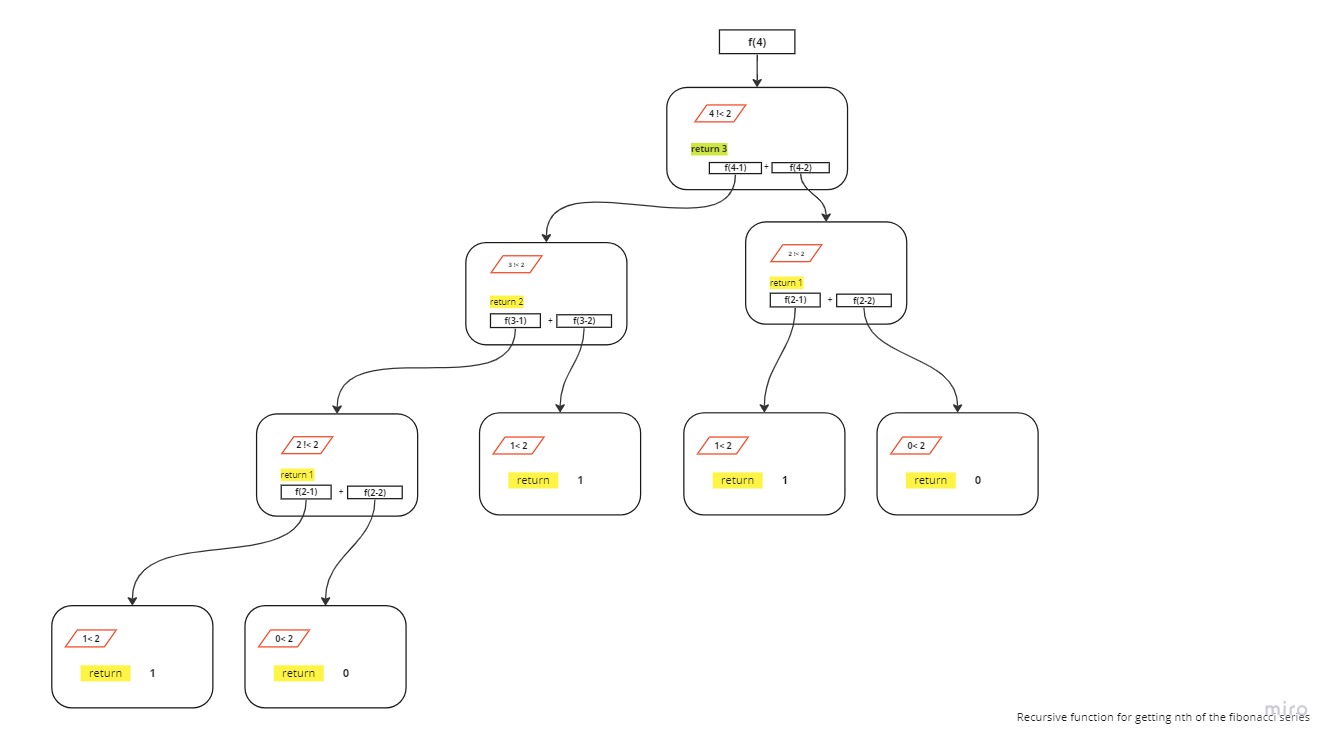 f(4)
4 !< 2
return 3
f(4-1) + f(4-2)
3 !< 2
return 2
f(3-1) + f(3-2)
2 !< 2
return 1
f(2-1) + f(2-2)
2 !< 2
return 1
f(2-1) + f(2-2)
1< 2
return 1
1< 2
return 1
0< 2
return 0
1< 2
return 1
0< 2
return 0
miro
Recursive function for getting nth of the fibonacci series